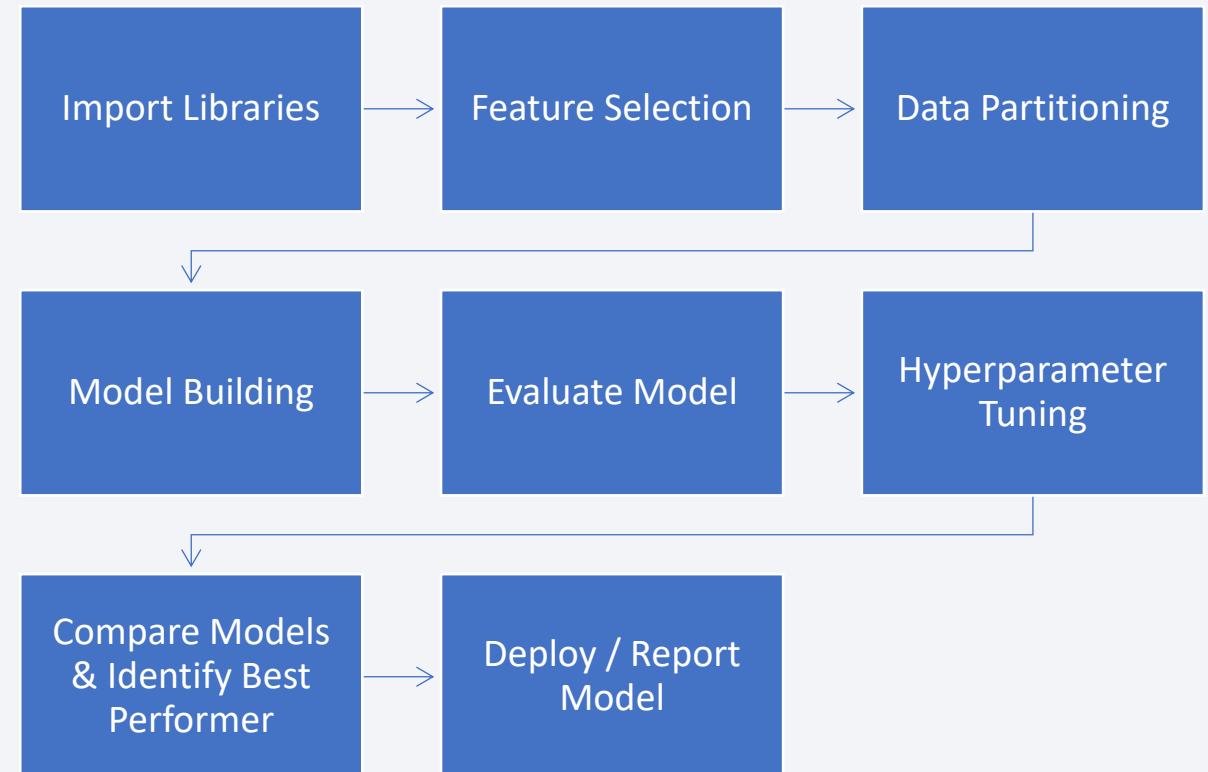 Import Libraries
Feature Selection
Data Partitioning
Model Building
Evaluate Model
Hyperparameter
Tuning
Compare Models
& Identify Best
Performer
Deploy / Report
Model